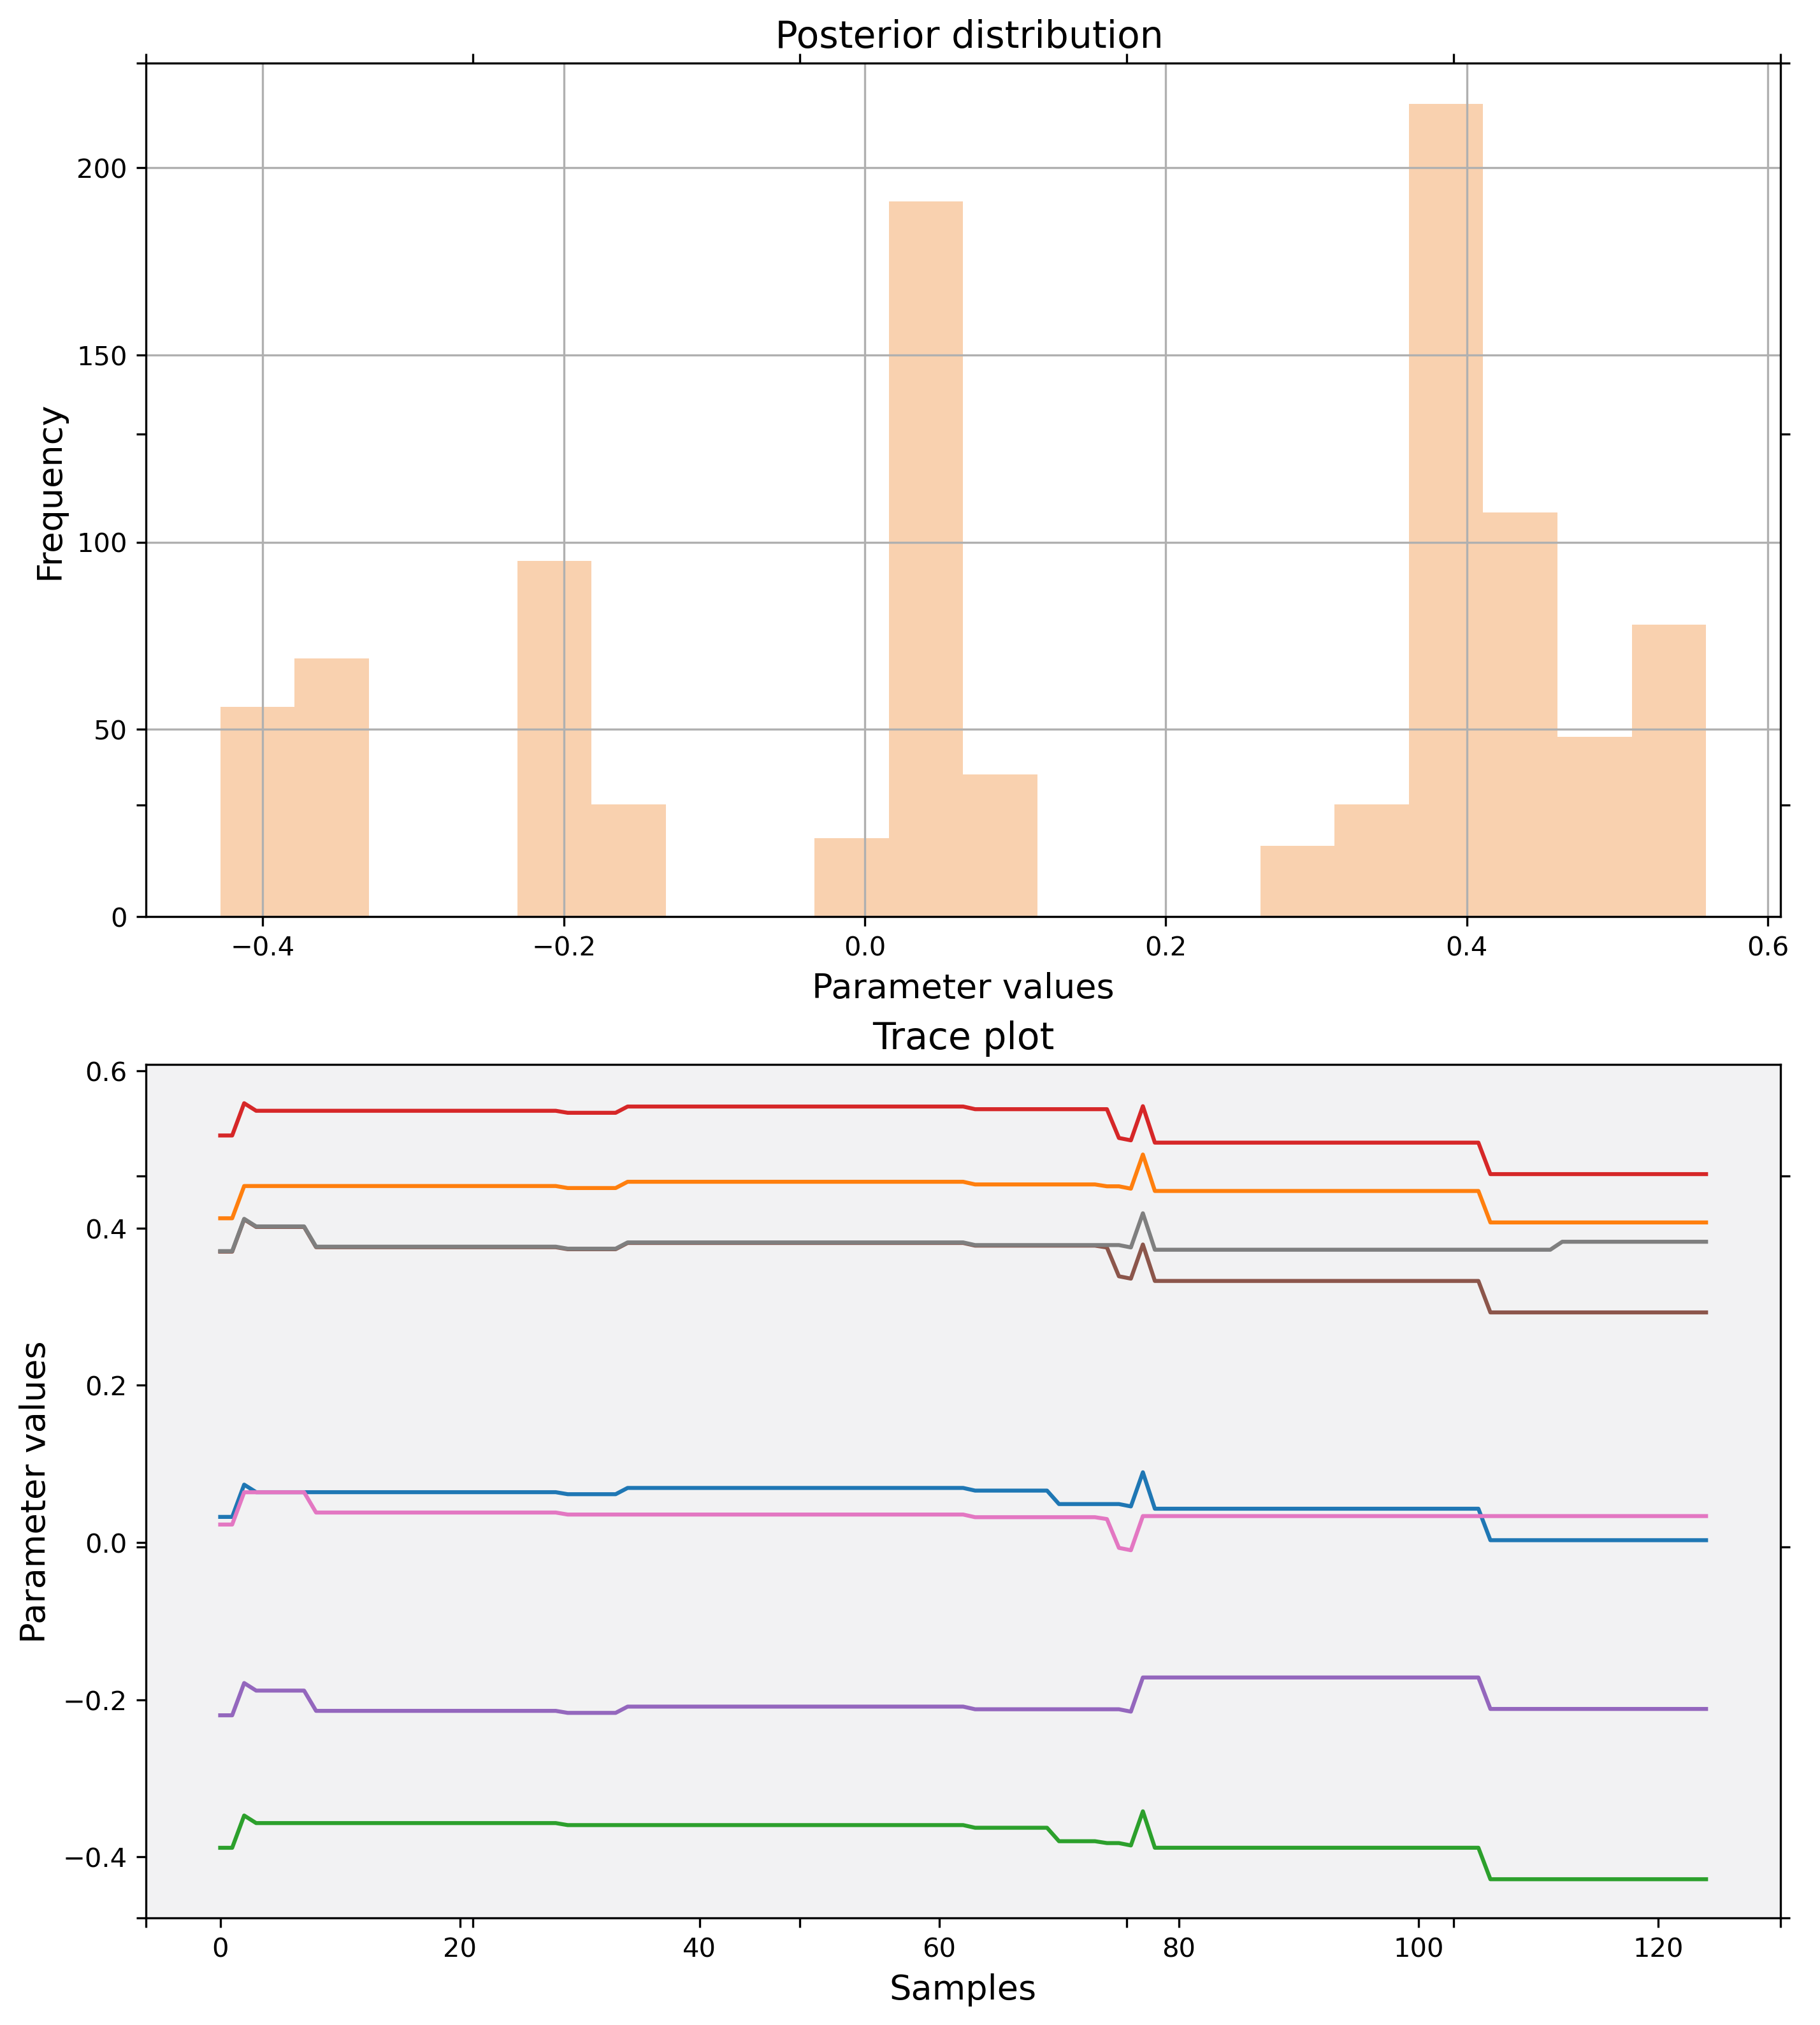 Posterior distribution
200
150
100
50
0
Frequency
−0.4 −0.2 0.0 0.2 0.4 0.6
Parameter values
Trace plot
0.6
0.4
0.2
0.0
−0.2
−0.4
Parameter values
0 20 40 60 80 100 120
Samples